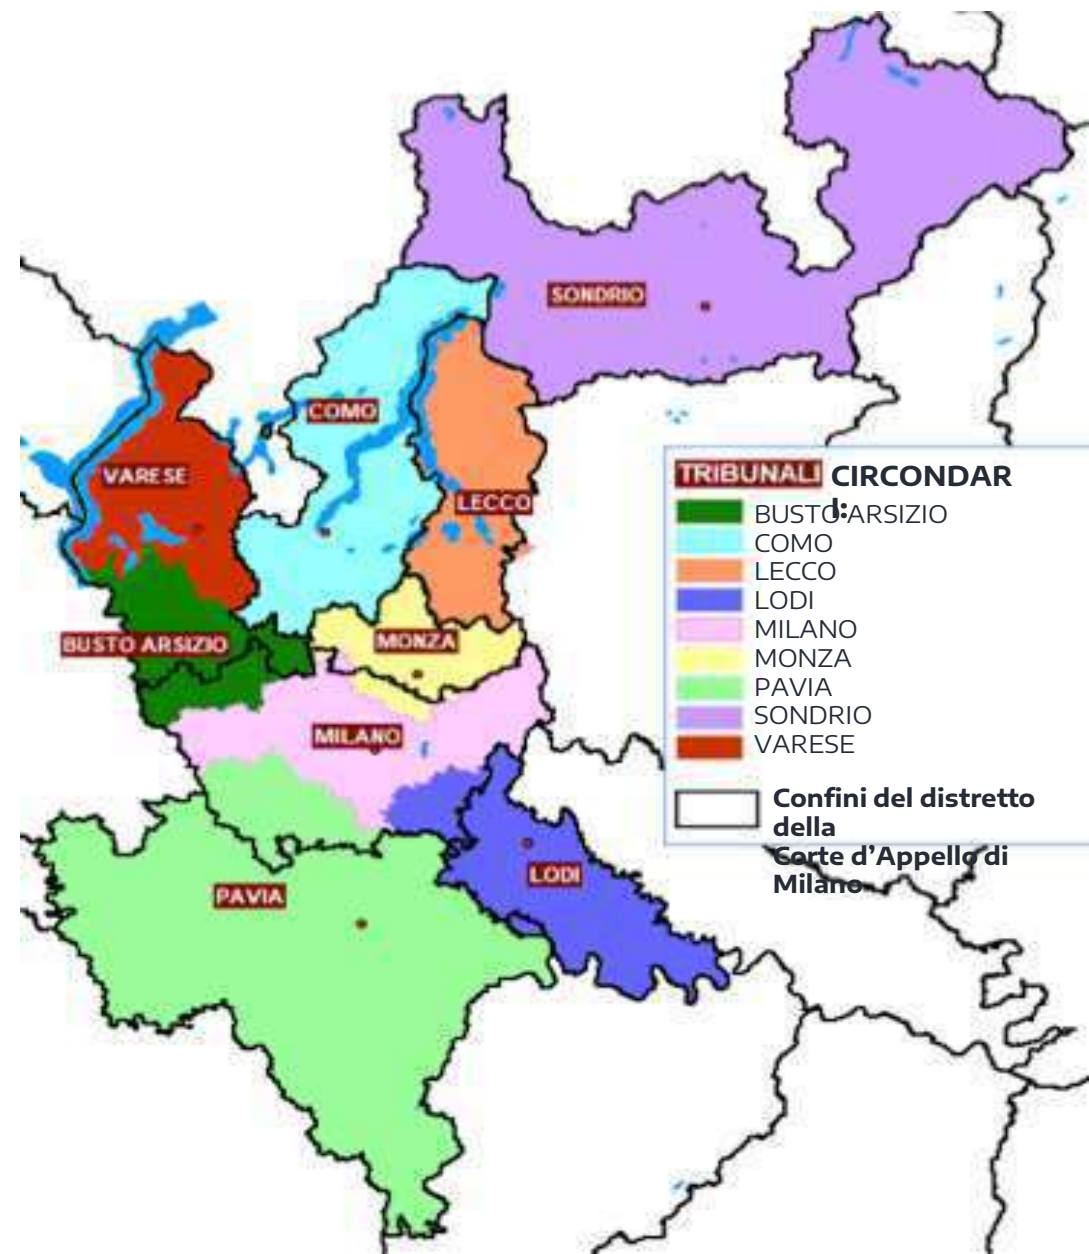 SONDRIO
COMO
VARESE
LECCO
BUSTO ARSIZIO
MONZA
MILANO
PAVIA
LODI
TRIBUNALI
CIRCONDAR
I:
BUSTO ARSIZIO
COMO
LECCO
LODI
MILANO
MONZA
PAVIA
SONDRIO
VARESE
Confini del distretto
della
Corte d'Appello di
Milano